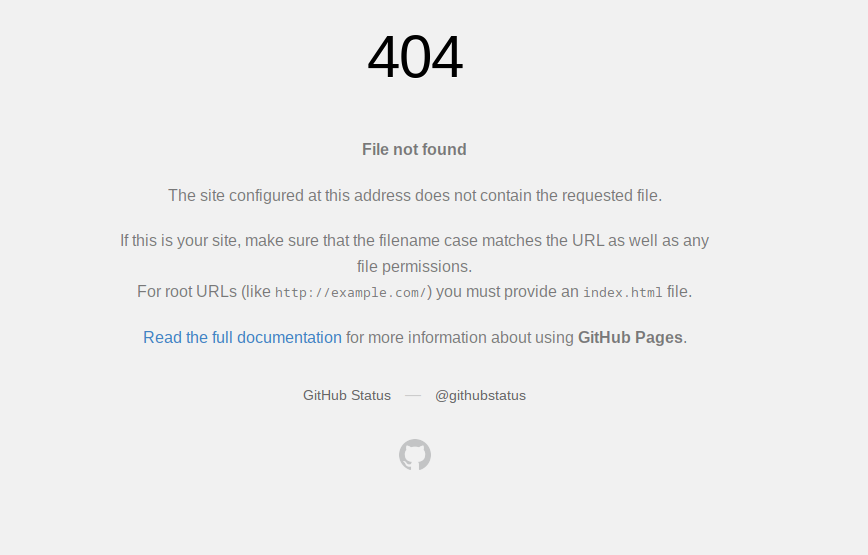 404
File not found
The site configured at this address does not contain the requested file.
If this is your site, make sure that the filename case matches the URL as well as any
file permissions.
For root URLs (like http://example.com/) you must provide an index.html file.
Read the full documentation for more information about using GitHub Pages.
GitHub Status — @githubstatus